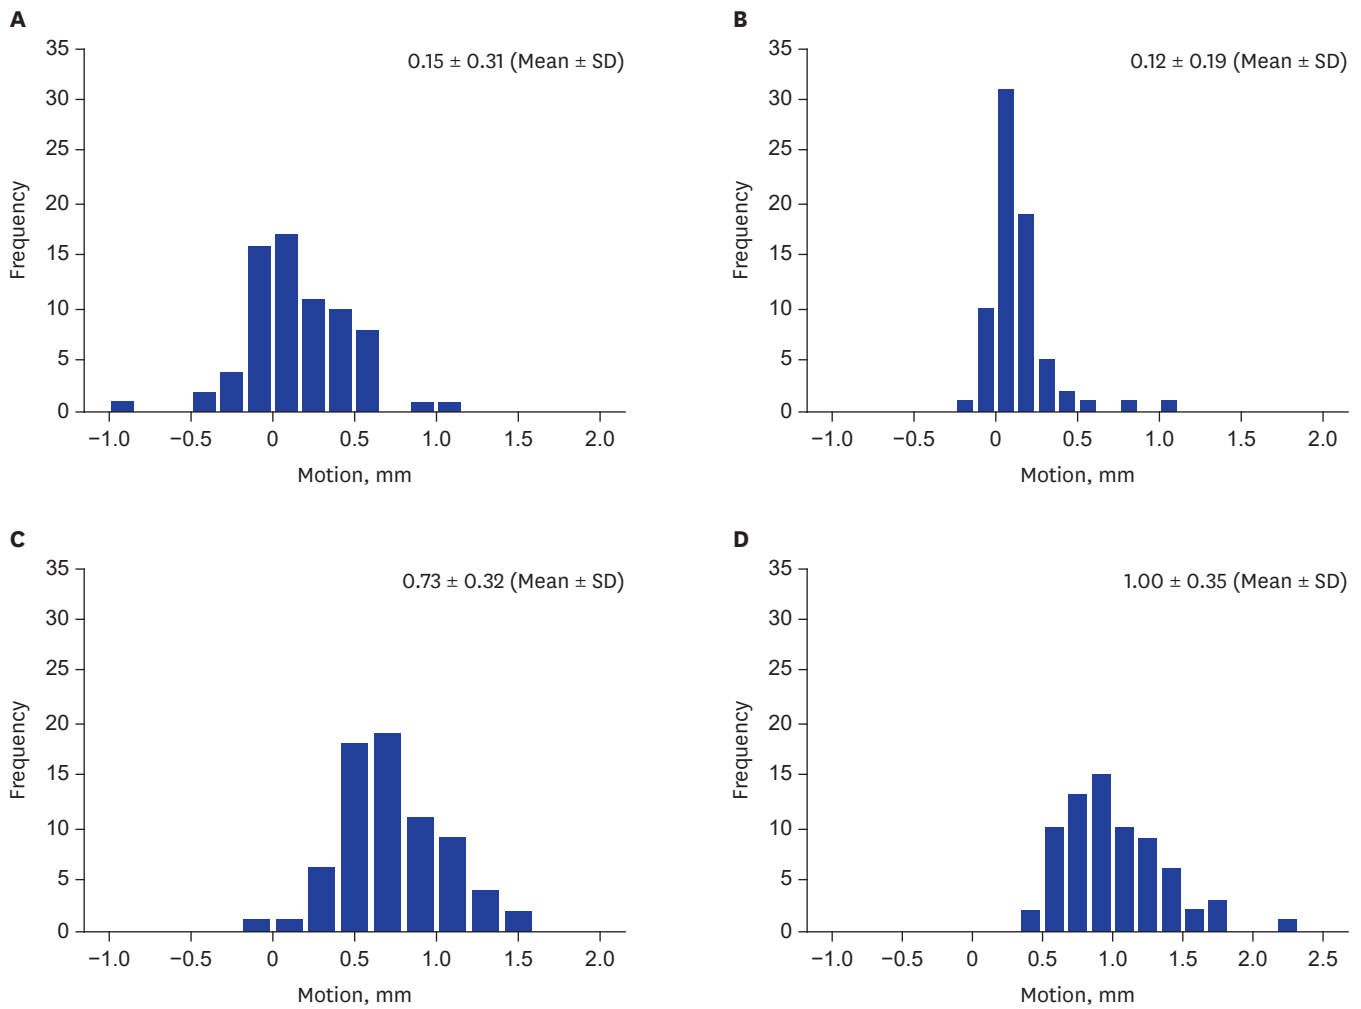 A
0.15 ± 0.31 (Mean ± SD)
35
30
25
20
15
10
5
0
Frequency
−1.0 −0.5 0 0.5 1.0 1.5 2.0
Motion, mm
B
0.12 ± 0.19 (Mean ± SD)
35
30
25
20
15
10
5
0
Frequency
−1.0 −0.5 0 0.5 1.0 1.5 2.0
Motion, mm
C
0.73 ± 0.32 (Mean ± SD)
35
30
25
20
15
10
5
0
Frequency
−1.0 −0.5 0 0.5 1.0 1.5 2.0
Motion, mm
D
1.00 ± 0.35 (Mean ± SD)
35
30
25
20
15
10
5
0
Frequency
−1.0 −0.5 0 0.5 1.0 1.5 2.0 2.5
Motion, mm